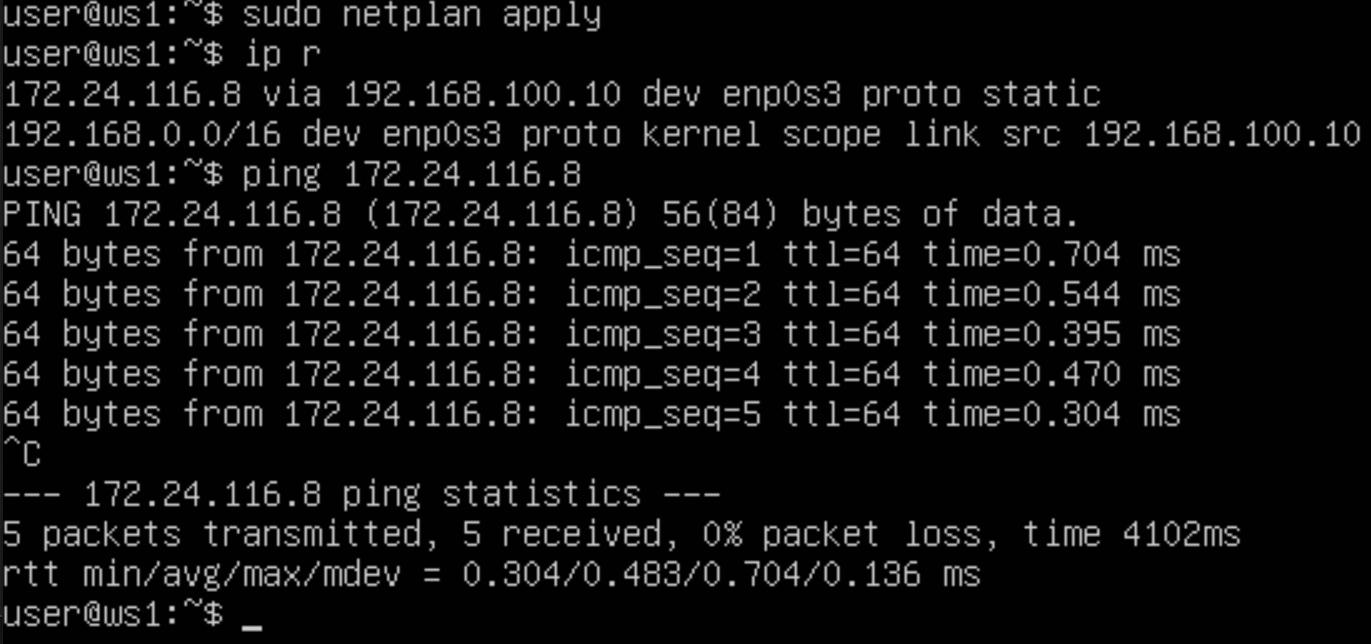 user@ws1:~$ sudo netplan apply
user@ws1:~$ ip r
172.24.116.8 via 192.168.100.10 dev enp0s3 proto static
192.168.0.0/16 dev enp0s3 proto kernel scope link src 192.168.100.10
user@ws1:~$ ping 172.24.116.8
PING 172.24.116.8 (172.24.116.8) 56(84) bytes of data.
64 bytes from 172.24.116.8: icmp_seq=1 ttl=64 time=0.704 ms
64 bytes from 172.24.116.8: icmp_seq=2 ttl=64 time=0.544 ms
64 bytes from 172.24.116.8: icmp_seq=3 ttl=64 time=0.395 ms
64 bytes from 172.24.116.8: icmp_seq=4 ttl=64 time=0.470 ms
64 bytes from 172.24.116.8: icmp_seq=5 ttl=64 time=0.304 ms
^C
--- 172.24.116.8 ping statistics ---
5 packets transmitted, 5 received, 0% packet loss, time 4102ms
rtt min/avg/max/mdev = 0.304/0.483/0.704/0.136 ms
user@ws1:~$ _